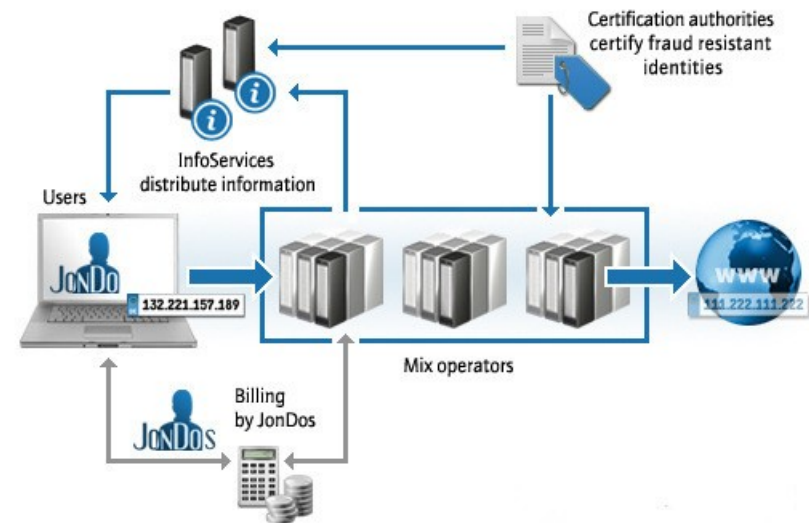 Certification authorities
certify fraud resistant
identities
InfoServices
distribute information
Users
JonDo
132.221.157.189
www
111.222.111.222
Mix operators
Billing
by JonDos
JonDos